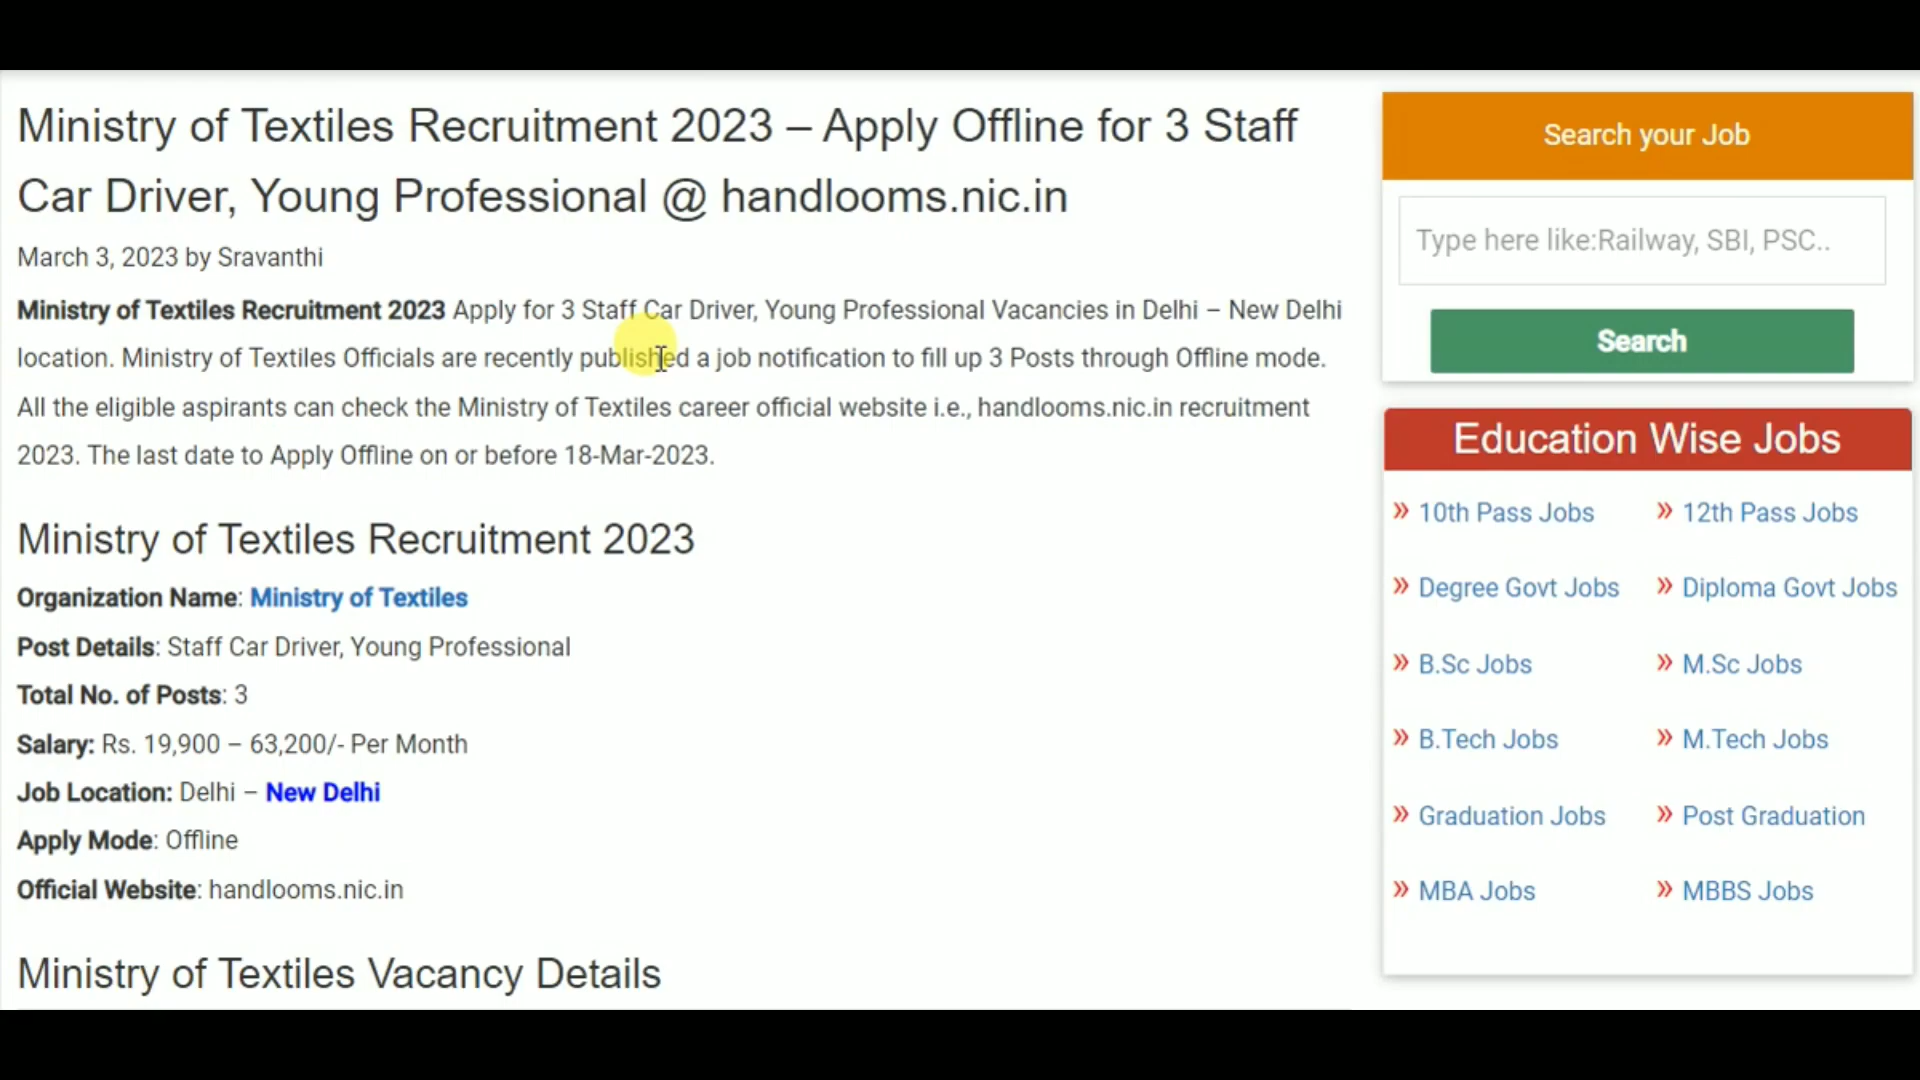 Ministry of Textiles Recruitment 2023 – Apply Offline for 3 Staff
Car Driver, Young Professional @ handlooms.nic.in
March 3, 2023 by Sravanthi
Ministry of Textiles Recruitment 2023 Apply for 3 Staff Car Driver, Young Professional Vacancies in Delhi – New Delhi
location. Ministry of Textiles Officials are recently published a job notification to fill up 3 Posts through Offline mode.
All the eligible aspirants can check the Ministry of Textiles career official website i.e., handlooms.nic.in recruitment
2023. The last date to Apply Offline on or before 18-Mar-2023.
Ministry of Textiles Recruitment 2023
Organization Name: Ministry of Textiles
Post Details: Staff Car Driver, Young Professional
Total No. of Posts: 3
Salary: Rs. 19,900 – 63,200/- Per Month
Job Location: Delhi – New Delhi
Apply Mode: Offline
Official Website: handlooms.nic.in
Ministry of Textiles Vacancy Details
Search your Job
Type here like:Railway, SBI, PSC..
Search
Education Wise Jobs
» 10th Pass Jobs » 12th Pass Jobs
» Degree Govt Jobs » Diploma Govt Jobs
» B.Sc Jobs » M.Sc Jobs
» B.Tech Jobs » M.Tech Jobs
» Graduation Jobs » Post Graduation
» MBA Jobs » MBBS Jobs